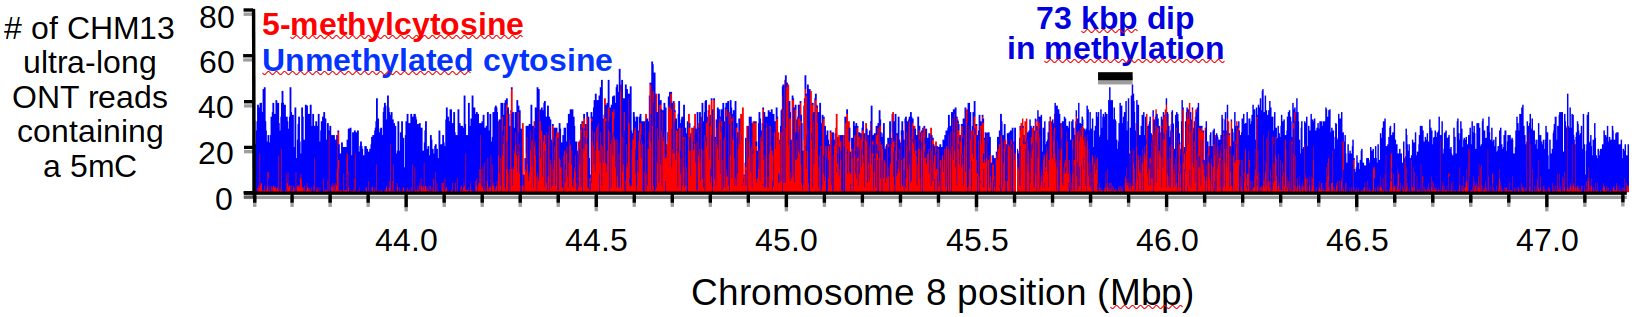 # of CHM13
ultra-long
ONT reads
containing
a 5mC
80
60
40
20
0
5-methylcytosine
Unmethylated cytosine
73 kbp dip
in methylation
44.0 44.5 45.0 45.5 46.0 46.5 47.0
Chromosome 8 position (Mbp)